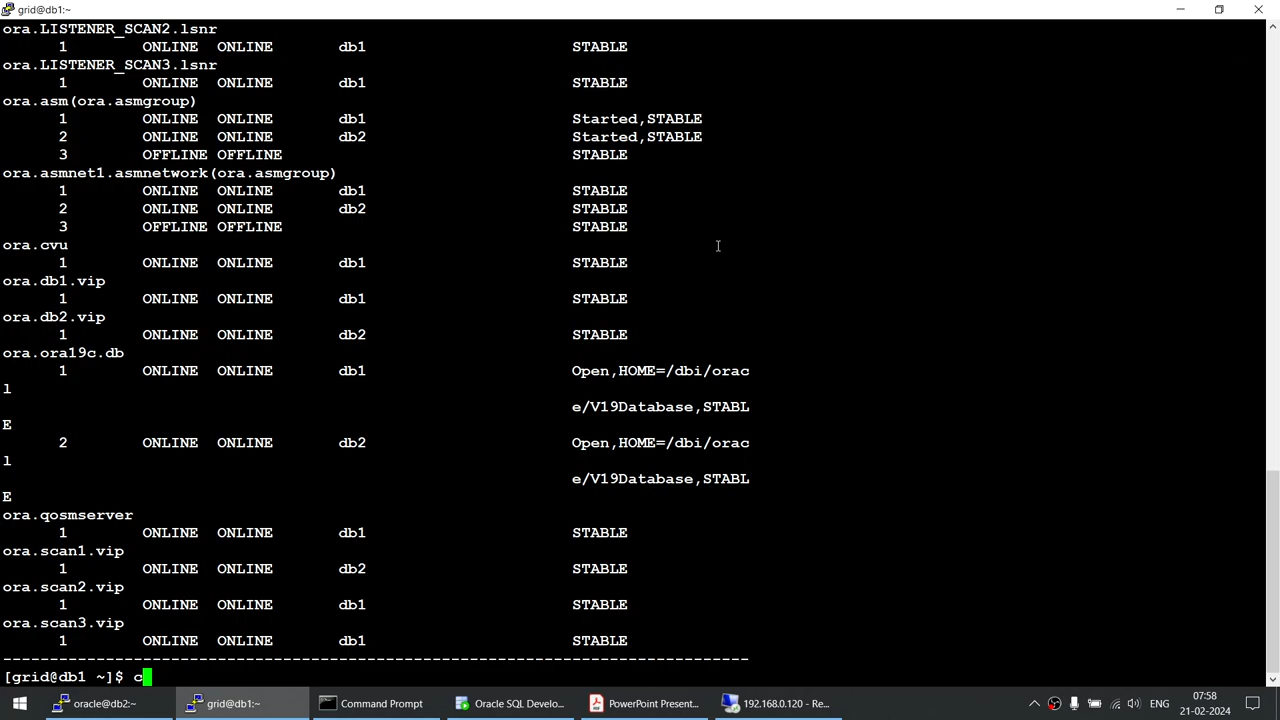 grid@db1:~
ora.LISTENER_SCAN2.lsnr
1 ONLINE ONLINE db1 STABLE
ora.LISTENER_SCAN3.lsnr
1 ONLINE ONLINE db1 STABLE
ora.asm(ora.asmgroup)
1 ONLINE ONLINE db1 Started,STABLE
2 ONLINE ONLINE db2 Started,STABLE
3 OFFLINE OFFLINE STABLE
ora.asmnet1.asmnetwork(ora.asmgroup)
1 ONLINE ONLINE db1 STABLE
2 ONLINE ONLINE db2 STABLE
3 OFFLINE OFFLINE STABLE
ora.cvu
1 ONLINE ONLINE db1 STABLE
ora.db1.vip
1 ONLINE ONLINE db1 STABLE
ora.db2.vip
1 ONLINE ONLINE db2 STABLE
ora.ora19c.db
1 ONLINE ONLINE db1 Open,HOME=/dbi/orac
l
e/V19Database,STABL
E
2 ONLINE ONLINE db2 Open,HOME=/dbi/orac
l
e/V19Database,STABL
E
ora.qosmserver
1 ONLINE ONLINE db1 STABLE
ora.scan1.vip
1 ONLINE ONLINE db2 STABLE
ora.scan2.vip
1 ONLINE ONLINE db1 STABLE
ora.scan3.vip
1 ONLINE ONLINE db1 STABLE
--------------------------------------------------------------------------------
[grid@db1 ~]$ c
oracle@db2:~ grid@db1:~ Command Prompt Oracle SQL Develo... PowerPoint Present... 192.168.0.120 - Re... ENG 07:58
21-02-2024